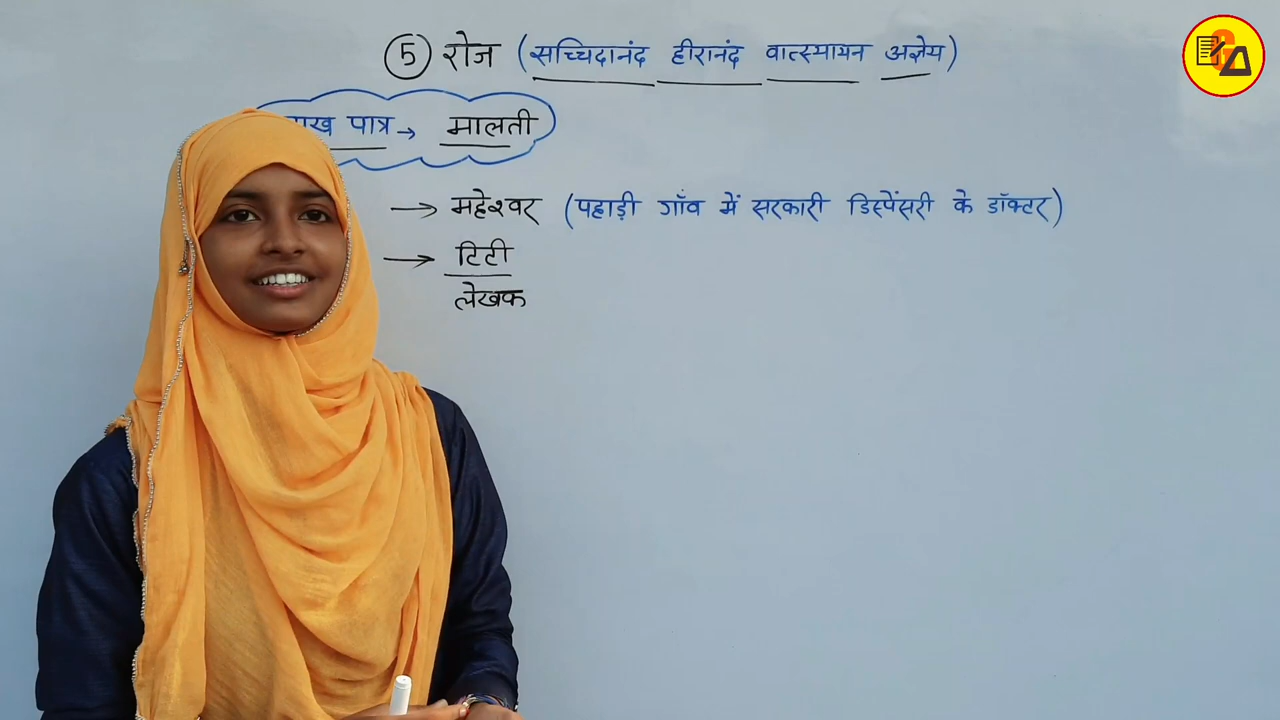 5 रोज (सच्चिदानंद हीरानंद वात्स्यायन अज्ञेय)
पात्र → मालती
→ महेश्वर (पहाड़ी गाँव में सरकारी डिस्पेंसरी के डॉक्टर)
→ टिटी
लेखक